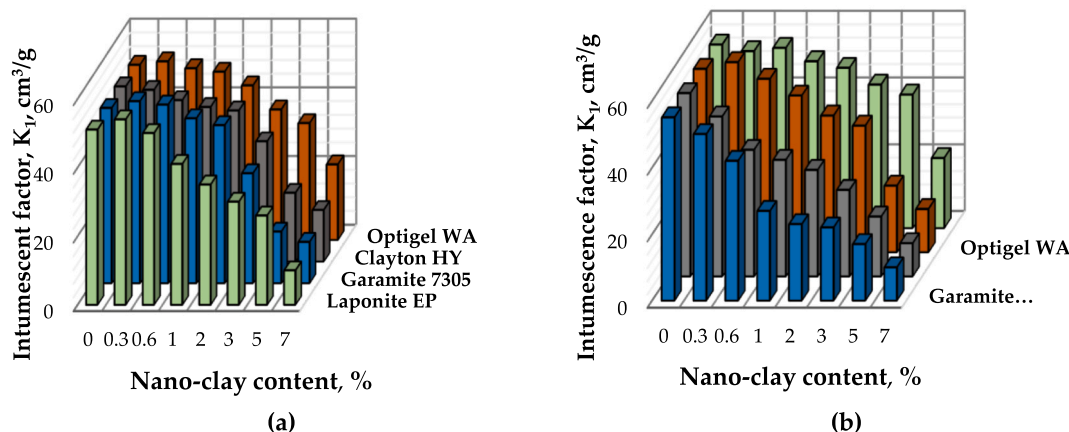 Intumescent factor, K₁, cm³/g
60
40
20
0
Optigel WA
Clayton HY
Garamite 7305
Laponite EP
0 0.3 0.6 1 2 3 5 7
Nano-clay content, %
(a)
Intumescence factor, K₁, cm³/g
60
40
20
0
Optigel WA
Garamite…
0 0.3 0.6 1 2 3 5 7
Nano-clay content, %
(b)